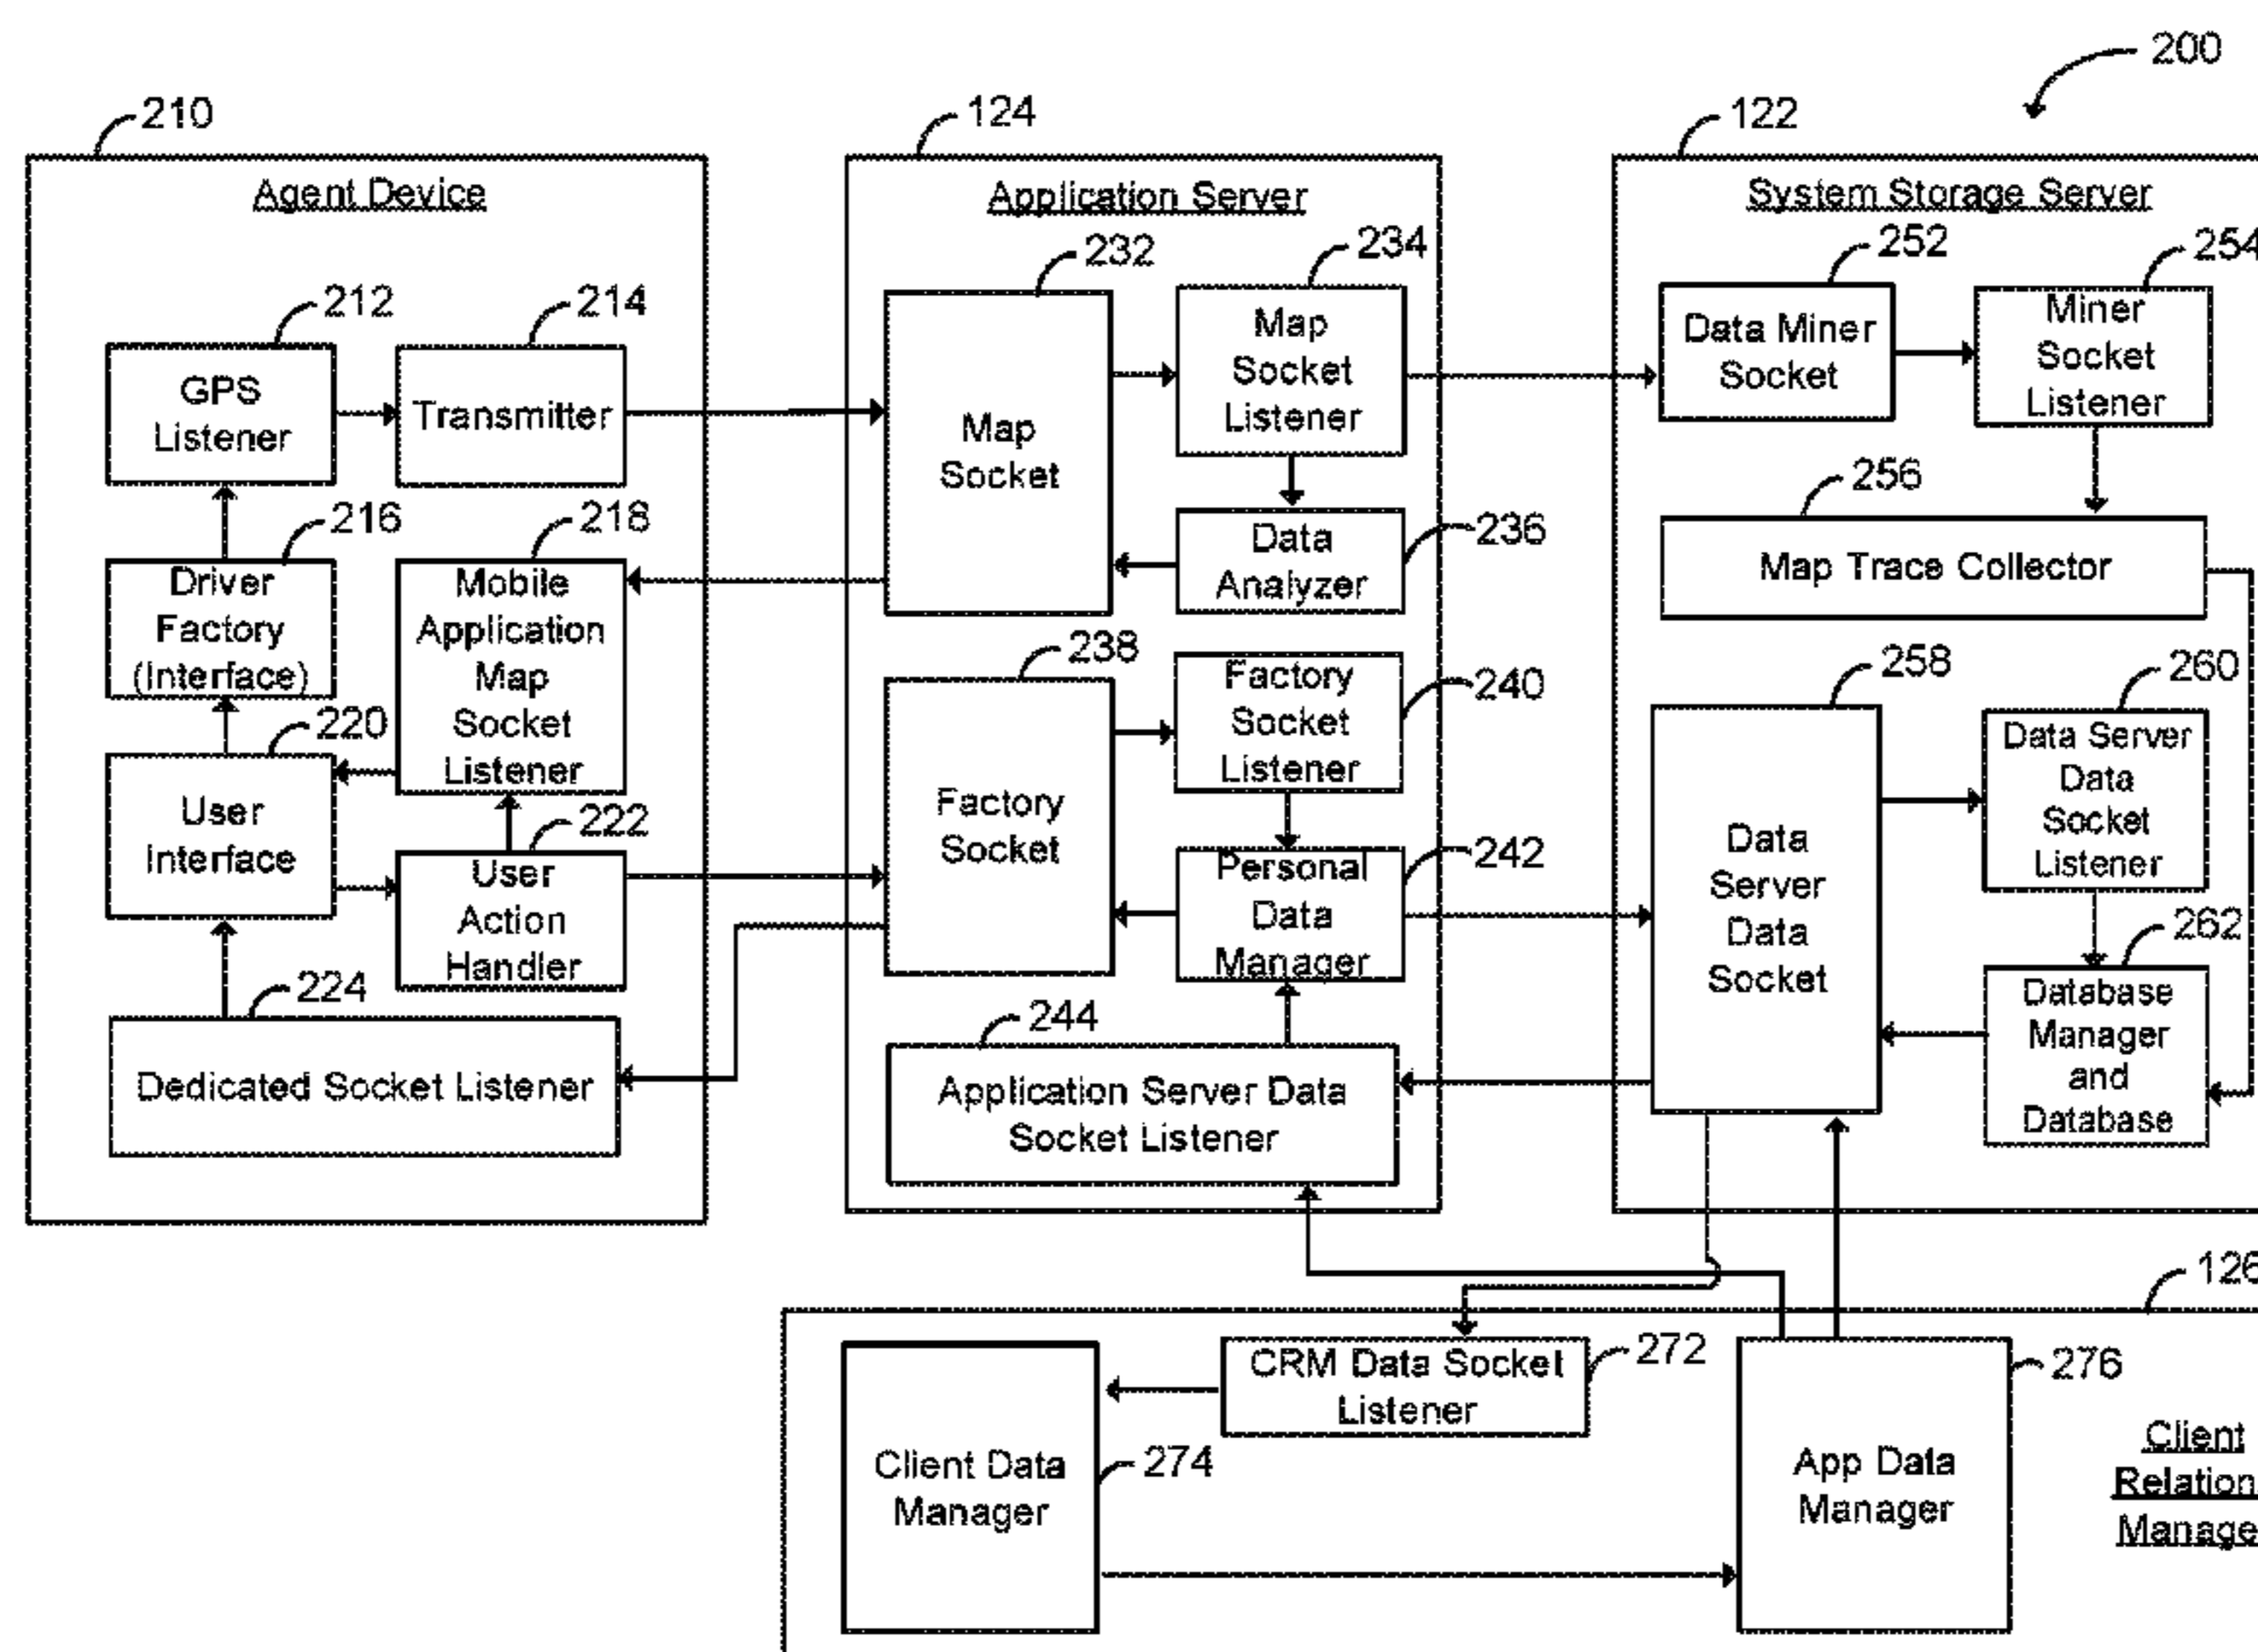 200
210
Agent Device
212
GPS
Listener
214
Transmitter
216
Driver
Factory
(Interface)
218
Mobile
Application
Map
Socket
Listener
220
User
Interface
222
User
Action
Handler
224
Dedicated Socket Listener
124
Application Server
232
Map
Socket
234
Map
Socket
Listener
236
Data
Analyzer
238
Factory
Socket
240
Factory
Socket
Listener
242
Personal
Data
Manager
244
Application Server Data
Socket Listener
122
System Storage Server
252
Data Miner
Socket
254
Miner
Socket
Listener
256
Map Trace Collector
258
Data
Server
Data
Socket
260
Data Server
Data
Socket
Listener
262
Database
Manager
and
Database
126
272
CRM Data Socket
Listener
274
Client Data
Manager
276
App Data
Manager
Client
Relation
Manage